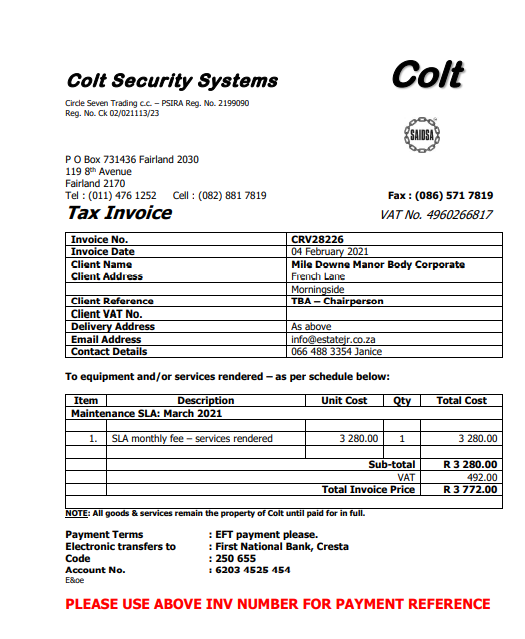 Colt Security Systems
Colt
Circle Seven Trading c.c. – PSIRA Reg. No. 2199090
Reg. No. Ck 02/021113/23
SAIDSA
P O Box 731436 Fairland 2030
119 8th Avenue
Fairland 2170
Tel : (011) 476 1252 Cell : (082) 881 7819 Fax : (086) 571 7819
Tax Invoice VAT No. 4960266817
Invoice No. CRV28226
Invoice Date 04 February 2021
Client Name Mile Downe Manor Body Corporate
Client Address French Lane
Morningside
Client Reference TBA – Chairperson
Client VAT No.
Delivery Address As above
Email Address info@estatejr.co.za
Contact Details 066 488 3354 Janice
To equipment and/or services rendered – as per schedule below:
Item Description Unit Cost Qty Total Cost
Maintenance SLA: March 2021
1. SLA monthly fee – services rendered 3 280.00 1 3 280.00
Sub-total R 3 280.00
VAT 492.00
Total Invoice Price R 3 772.00
NOTE: All goods & services remain the property of Colt until paid for in full.
Payment Terms : EFT payment please.
Electronic transfers to : First National Bank, Cresta
Code : 250 655
Account No. : 6203 4525 454
E&oe
PLEASE USE ABOVE INV NUMBER FOR PAYMENT REFERENCE